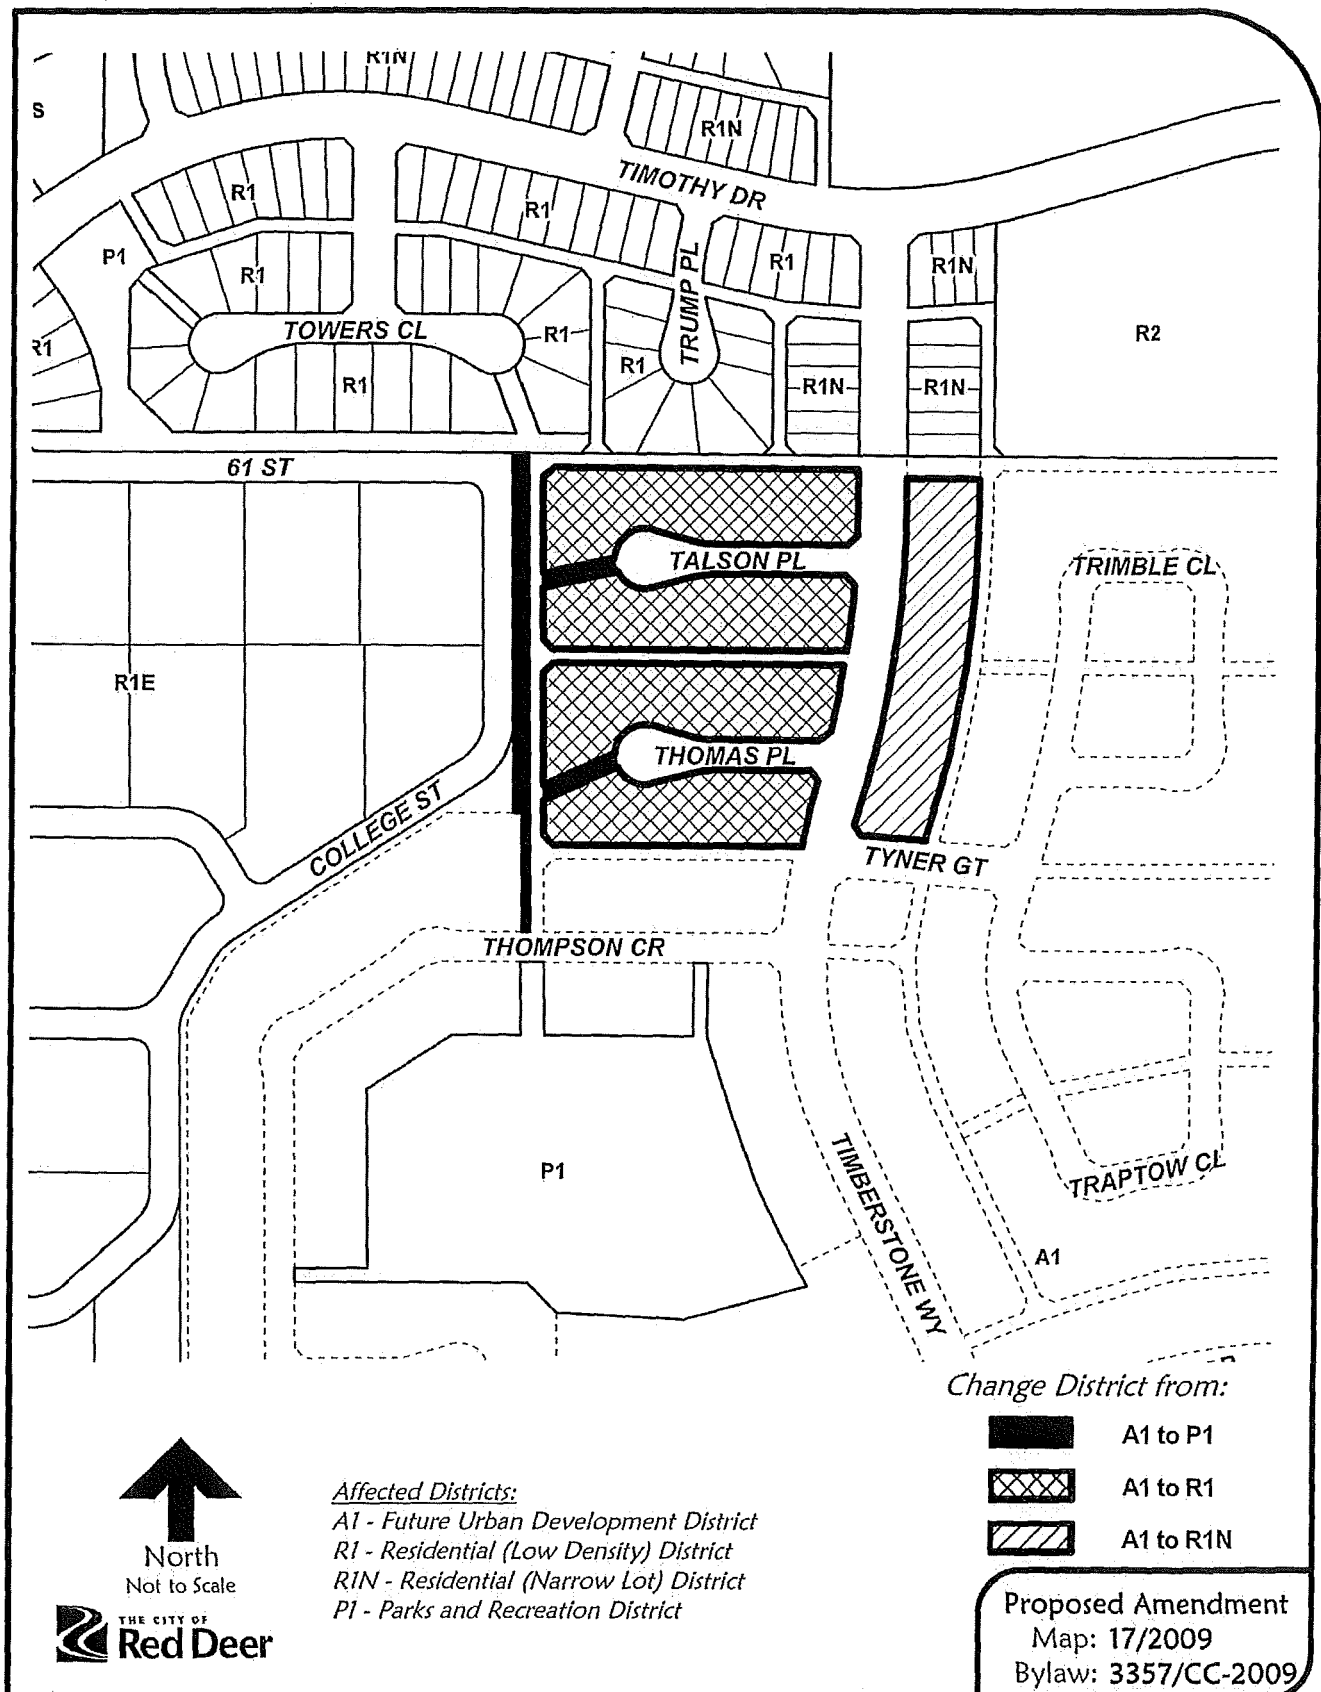 R1N
S
R1N
TIMOTHY DR
R1
R1
P1
R1
TRUMP PL
R1
R1N
R2
TOWERS CL
R1
R1
R1
R1
R1N
R1N
61 ST
TALSON PL
TRIMBLE CL
R1E
THOMAS PL
COLLEGE ST
TYNER GT
THOMPSON CR
P1
TIMBERSTONE WY
TRAPTOW CL
A1
Change District from:
A1 to P1
A1 to R1
A1 to R1N
North
Not to Scale
THE CITY OF
Red Deer
Affected Districts:
A1 - Future Urban Development District
R1 - Residential (Low Density) District
R1N - Residential (Narrow Lot) District
P1 - Parks and Recreation District
Proposed Amendment
Map: 17/2009
Bylaw: 3357/CC-2009